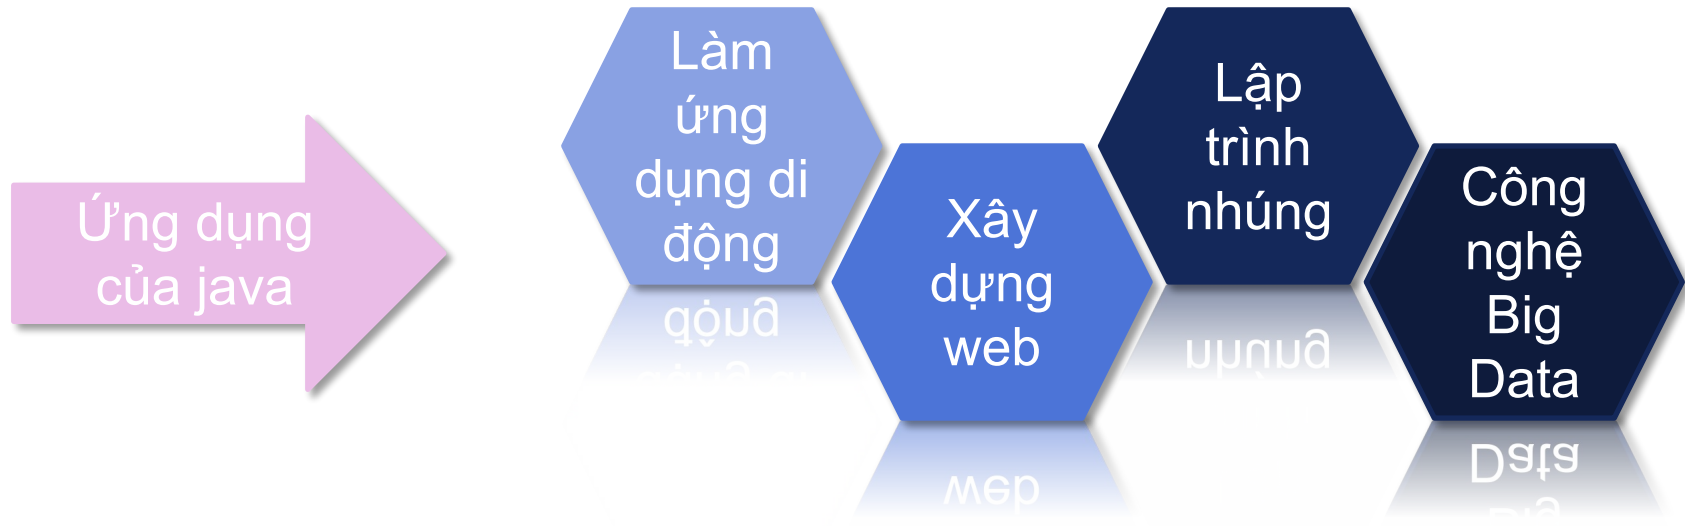 Ứng dụng
của java
Làm
ứng
dụng di
động
Xây
dựng
web
Lập
trình
nhúng
Công
nghệ
Big
Data